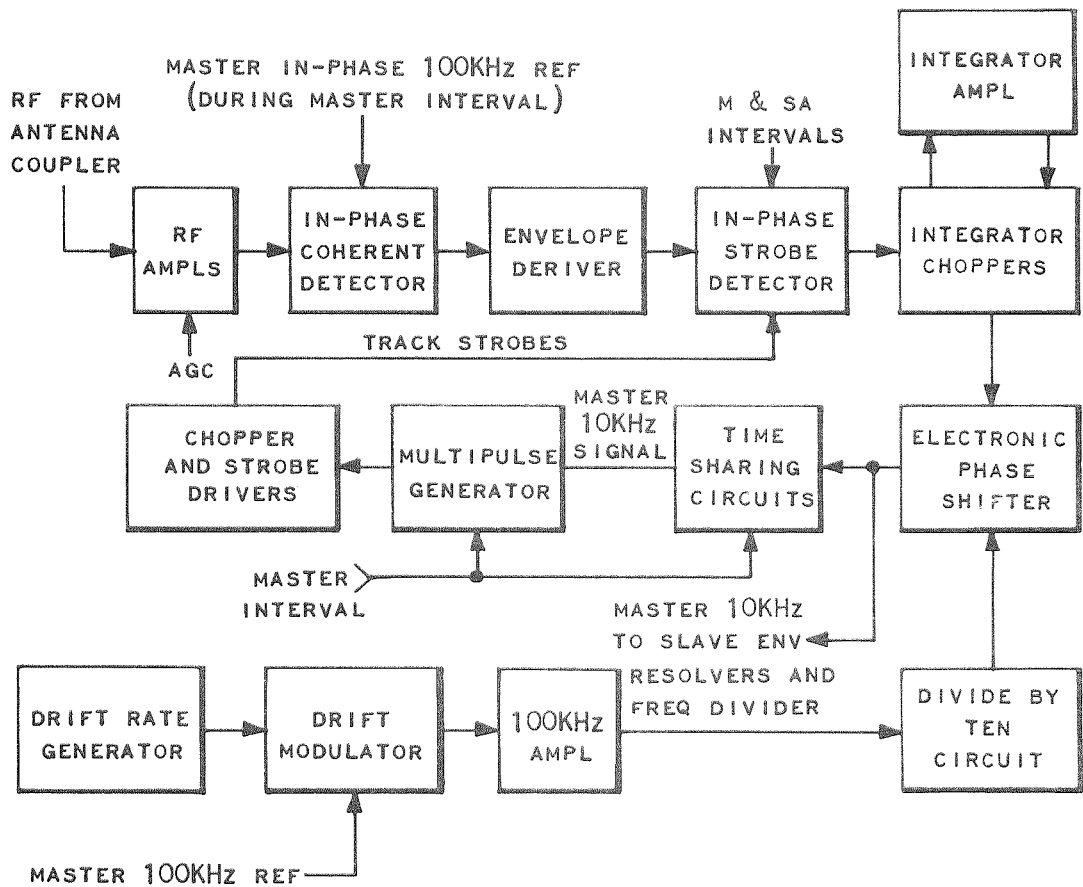 MASTER IN-PHASE 100KHz REF
(DURING MASTER INTERVAL)
RF FROM
ANTENNA
COUPLER
M & SA
INTERVALS
INTEGRATOR
AMPL
RF
AMPLS
IN-PHASE
COHERENT
DETECTOR
ENVELOPE
DERIVER
IN-PHASE
STROBE
DETECTOR
INTEGRATOR
CHOPPERS
AGC
TRACK STROBES
CHOPPER
AND STROBE
DRIVERS
MULTIPULSE
GENERATOR
MASTER
10KHz
SIGNAL
TIME
SHARING
CIRCUITS
ELECTRONIC
PHASE
SHIFTER
MASTER
INTERVAL
MASTER 10KHz
TO SLAVE ENV
RESOLVERS AND
FREQ DIVIDER
DRIFT RATE
GENERATOR
DRIFT
MODULATOR
100KHz
AMPL
DIVIDE BY
TEN
CIRCUIT
MASTER 100KHz REF